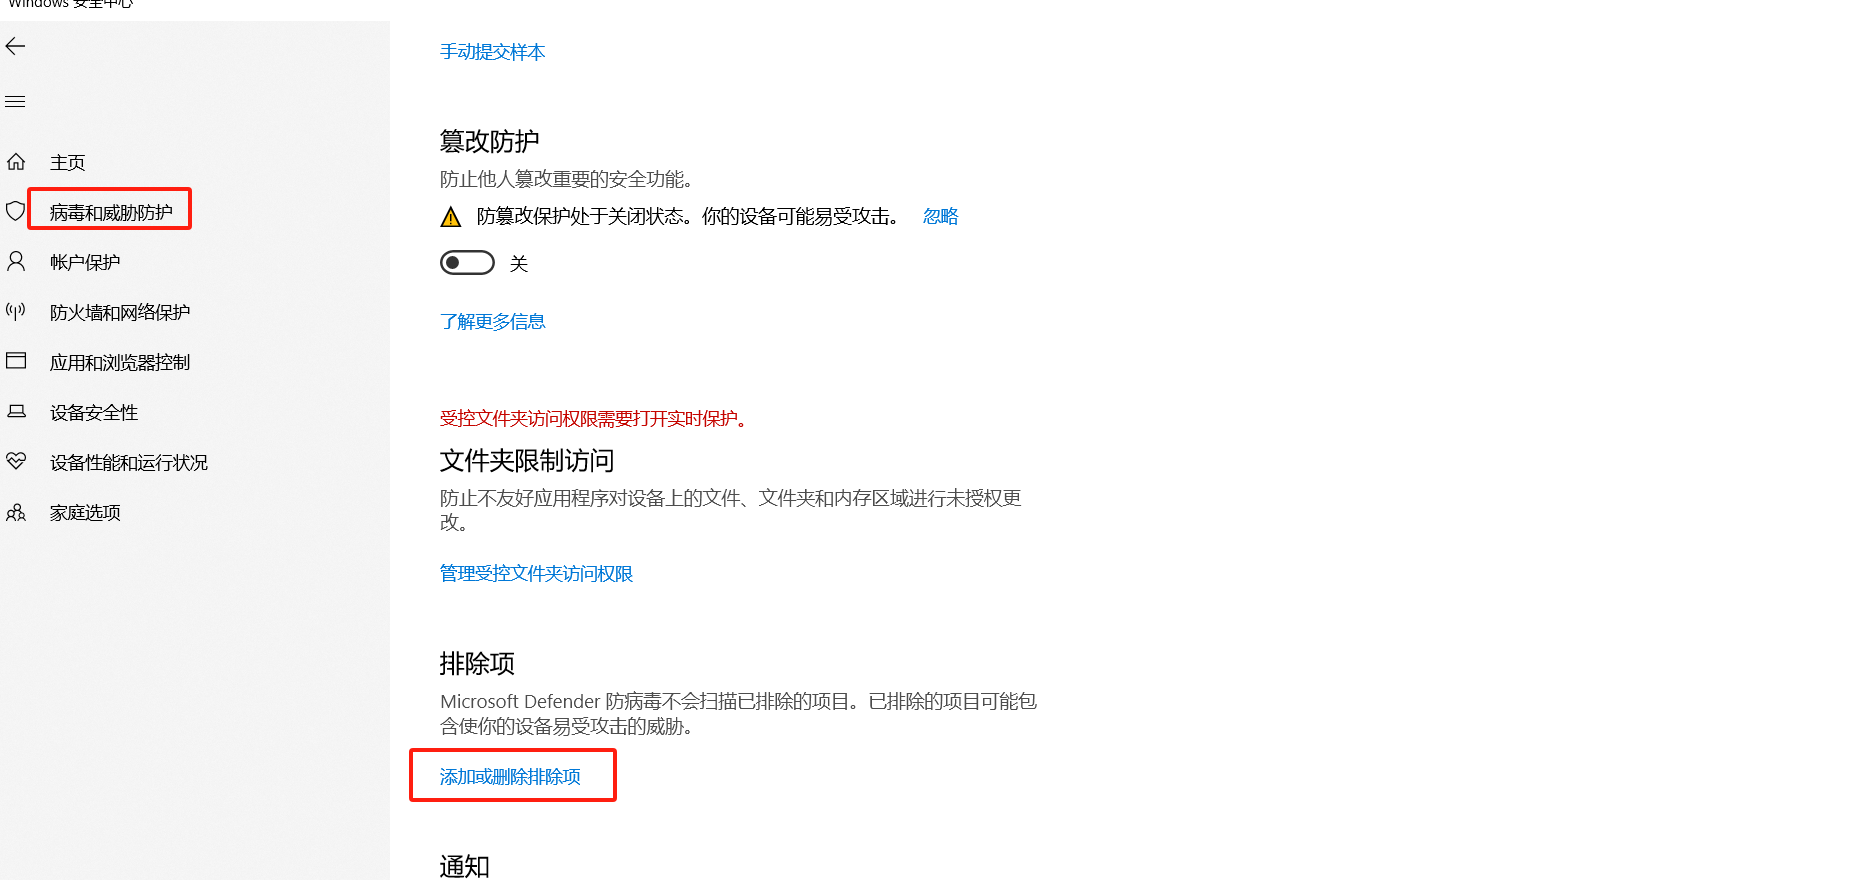 Windows 安全中心
主页
病毒和威胁防护
帐户保护
防火墙和网络保护
应用和浏览器控制
设备安全性
设备性能和运行状况
家庭选项
手动提交样本
篡改防护
防止他人篡改重要的安全功能。
防篡改保护处于关闭状态。你的设备可能易受攻击。 忽略
关
了解更多信息
受控文件夹访问权限需要打开实时保护。
文件夹限制访问
防止不友好应用程序对设备上的文件、文件夹和内存区域进行未授权更
改。
管理受控文件夹访问权限
排除项
Microsoft Defender 防病毒不会扫描已排除的项目。已排除的项目可能包
含使你的设备易受攻击的威胁。
添加或删除排除项
通知